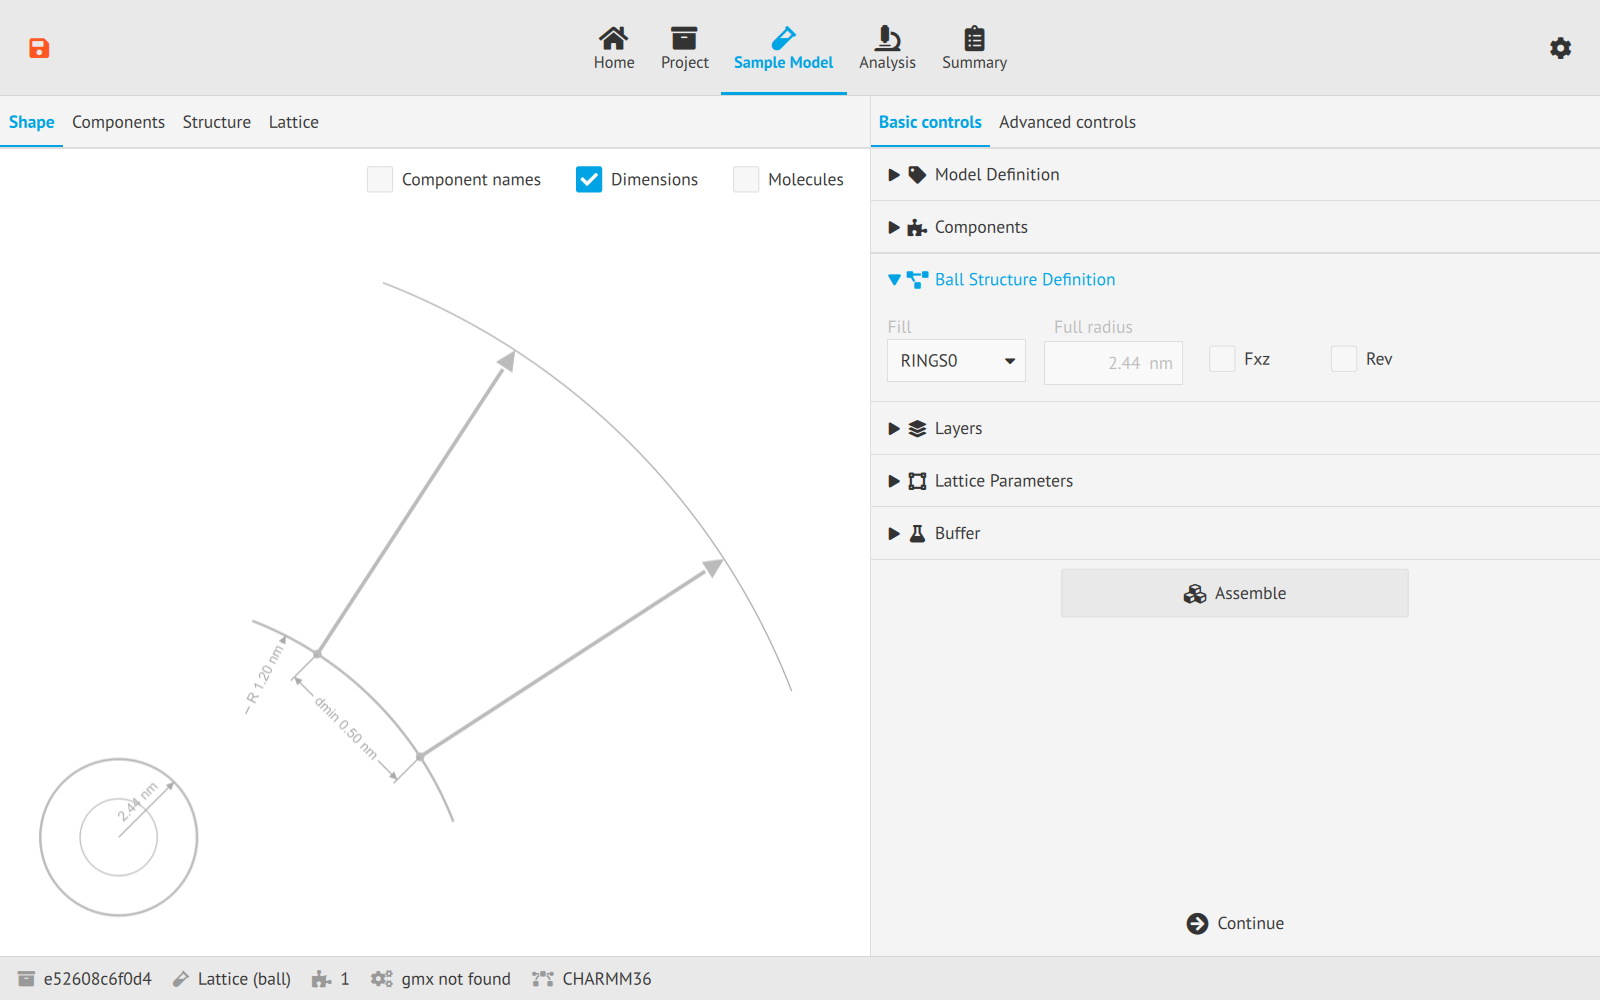 Home
Project
Sample Model
Analysis
Summary
Shape
Components
Structure
Lattice
Basic controls
Advanced controls
Component names
Dimensions
Molecules
Model Definition
Components
Ball Structure Definition
Fill
Full radius
RINGS0
2.44 nm
Fxz
Rev
Layers
Lattice Parameters
Buffer
Assemble
R 1.20 nm
dmin 0.50 nm
2.44 nm
Continue
e52608c6f0d4
Lattice (ball)
1
gmx not found
CHARMM36